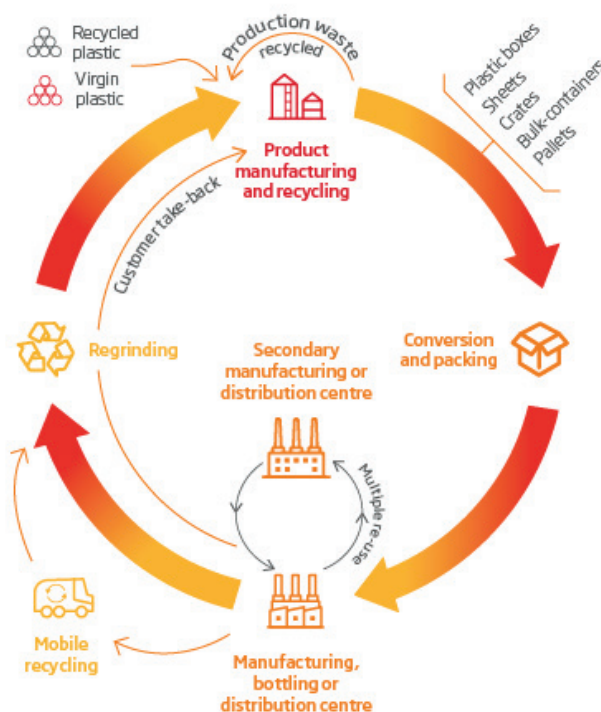 Recycled
plastic
Virgin
plastic
Production waste
recycled
Plastic boxes
Sheets
Crates
Bulk-containers
Pallets
Product
manufacturing
and recycling
Customer take-back
Regrinding
Secondary
manufacturing or
distribution centre
Conversion
and packing
Multiple re-use
Mobile
recycling
Manufacturing,
bottling or
distribution centre